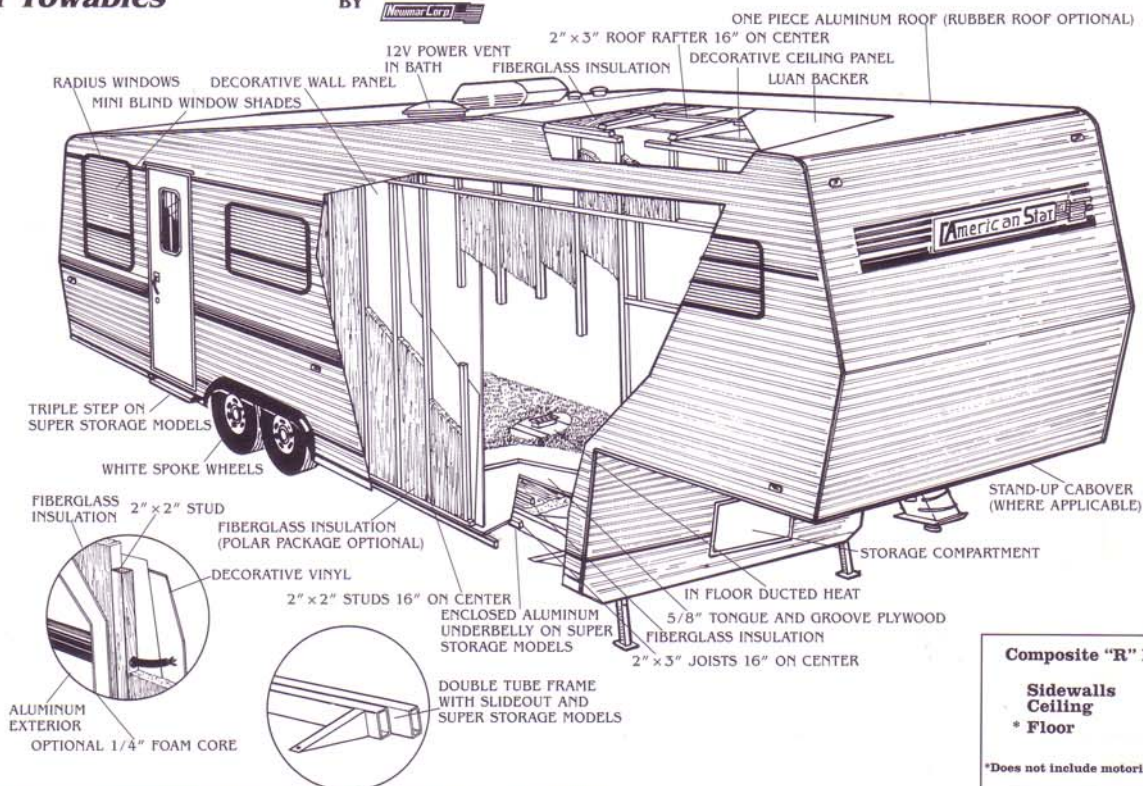 Towables
BY NewmarCorp
ONE PIECE ALUMINUM ROOF (RUBBER ROOF OPTIONAL)
2" × 3" ROOF RAFTER 16" ON CENTER
12V POWER VENT
IN BATH
FIBERGLASS INSULATION
DECORATIVE CEILING PANEL
LUAN BACKER
RADIUS WINDOWS
DECORATIVE WALL PANEL
MINI BLIND WINDOW SHADES
American Star
TRIPLE STEP ON
SUPER STORAGE MODELS
WHITE SPOKE WHEELS
FIBERGLASS
INSULATION
2" × 2" STUD
FIBERGLASS INSULATION
(POLAR PACKAGE OPTIONAL)
DECORATIVE VINYL
2" × 2" STUDS 16" ON CENTER
ENCLOSED ALUMINUM
UNDERBELLY ON SUPER
STORAGE MODELS
STAND-UP CABOVER
(WHERE APPLICABLE)
STORAGE COMPARTMENT
IN FLOOR DUCTED HEAT
5/8" TONGUE AND GROOVE PLYWOOD
FIBERGLASS INSULATION
2" × 3" JOISTS 16" ON CENTER
DOUBLE TUBE FRAME
WITH SLIDEOUT AND
SUPER STORAGE MODELS
ALUMINUM
EXTERIOR
OPTIONAL 1/4" FOAM CORE
Composite "R"
Sidewalls
Ceiling
* Floor
*Does not include motori